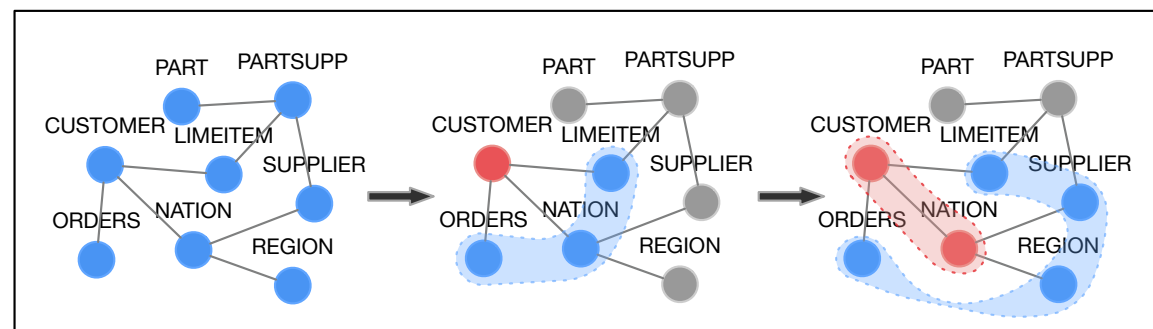 PART
PARTSUPP
CUSTOMER
LIMEITEM
SUPPLIER
ORDERS
NATION
REGION
PART
PARTSUPP
CUSTOMER
LIMEITEM
SUPPLIER
ORDERS
NATION
REGION
PART
PARTSUPP
CUSTOMER
LIMEITEM
SUPPLIER
ORDERS
NATION
REGION